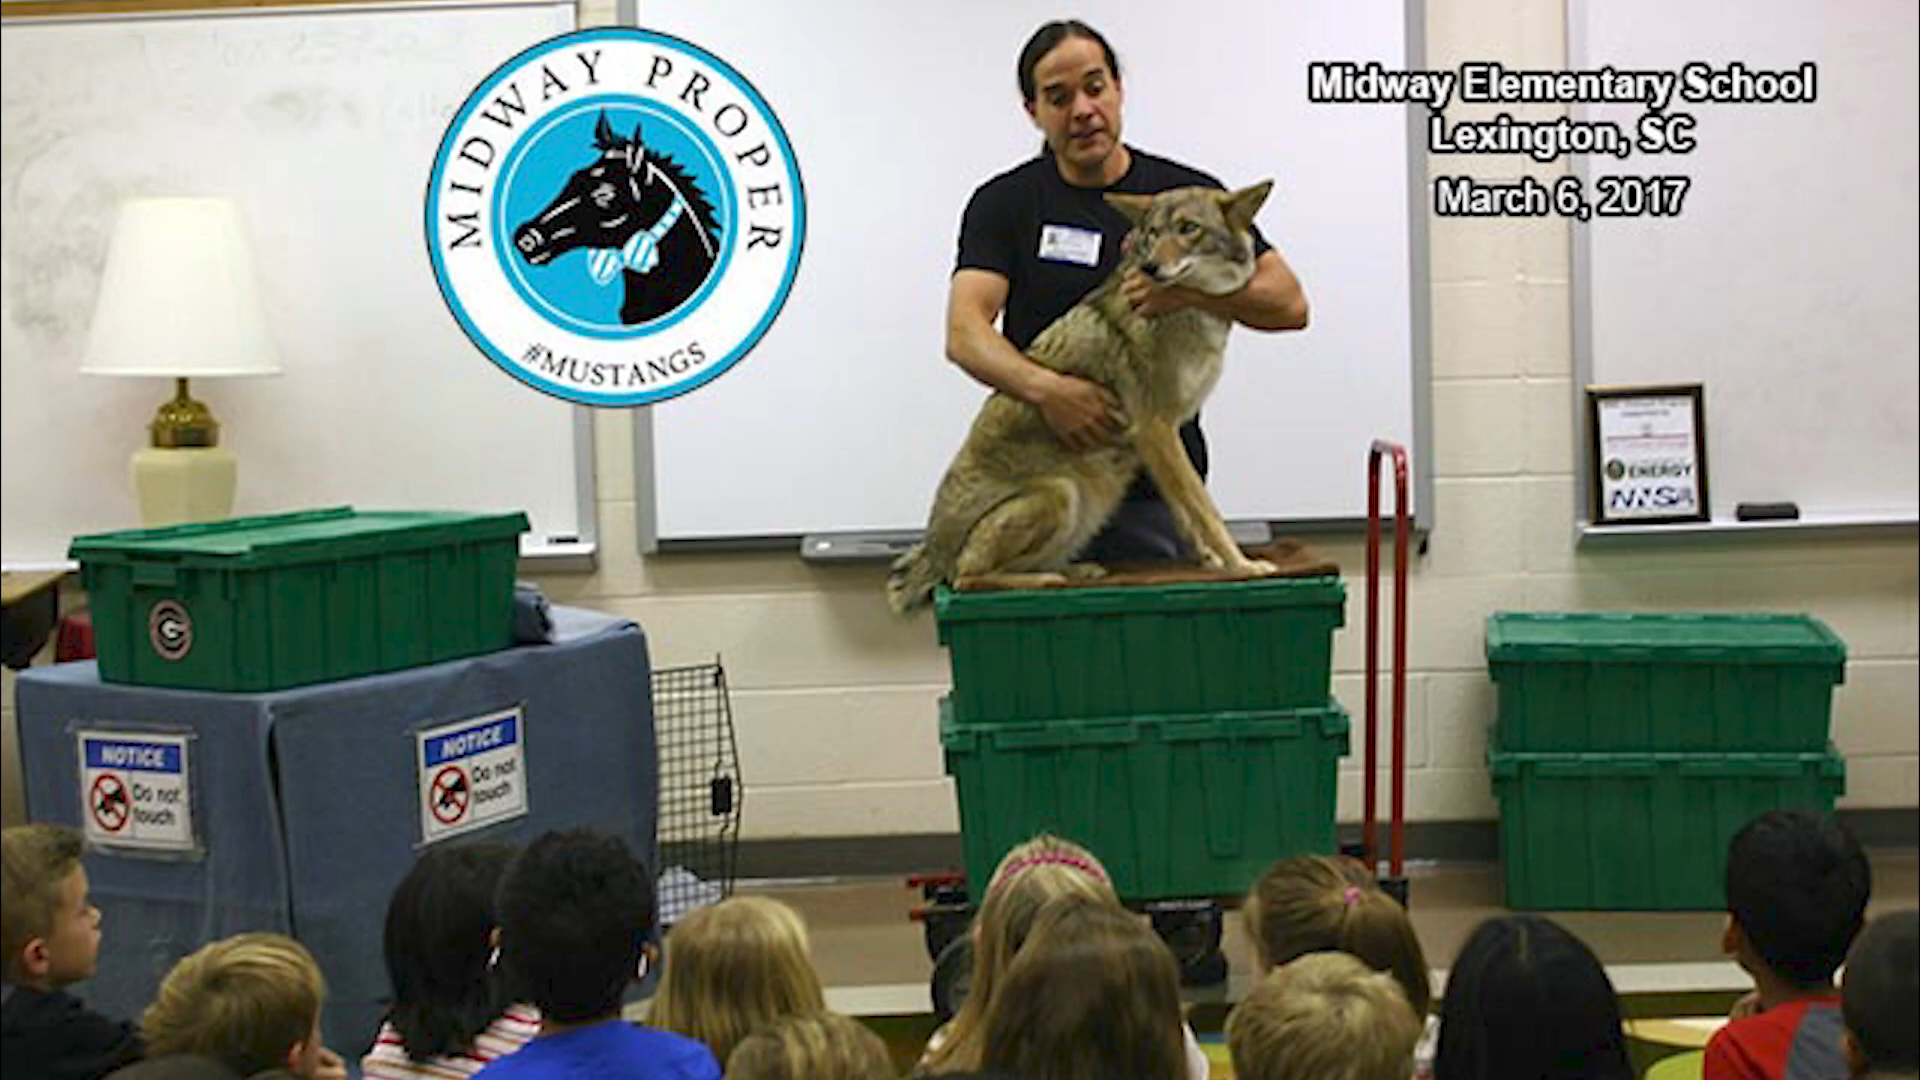 MIDWAY PROPER
#MUSTANGS
Midway Elementary School
Lexington, SC
March 6, 2017
ENERGY
NNSA
G
NOTICE
Do not
touch
NOTICE
Do not
touch